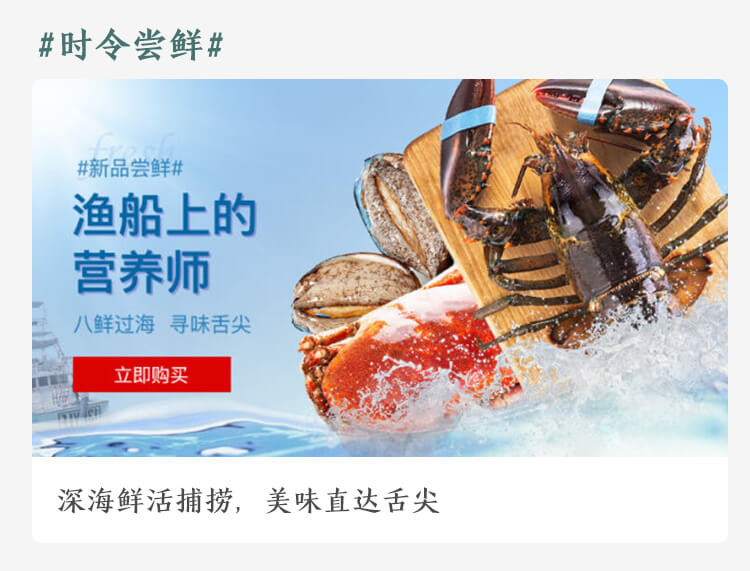 #时令尝鲜#
fresh
#新品尝鲜#
渔船上的
营养师
八鲜过海 寻味舌尖
立即购买
深海鲜活捕捞，美味直达舌尖